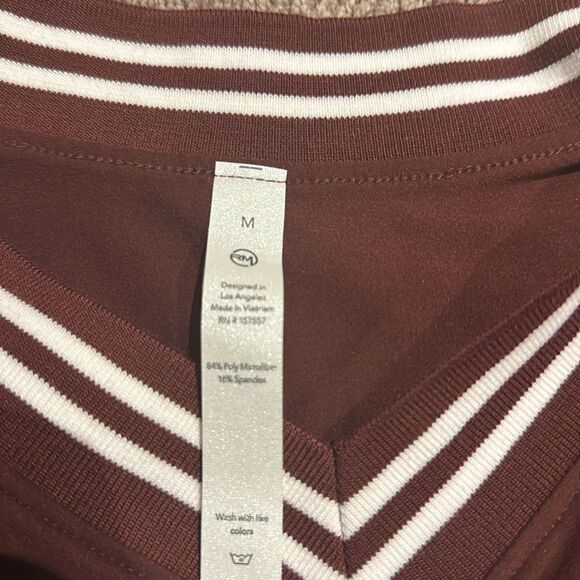 M
RM
Designed in
Los Angeles
Made in Vietnam
RN # 157557
84% Poly Microfiber
16% Spandex
Wash with like
colors